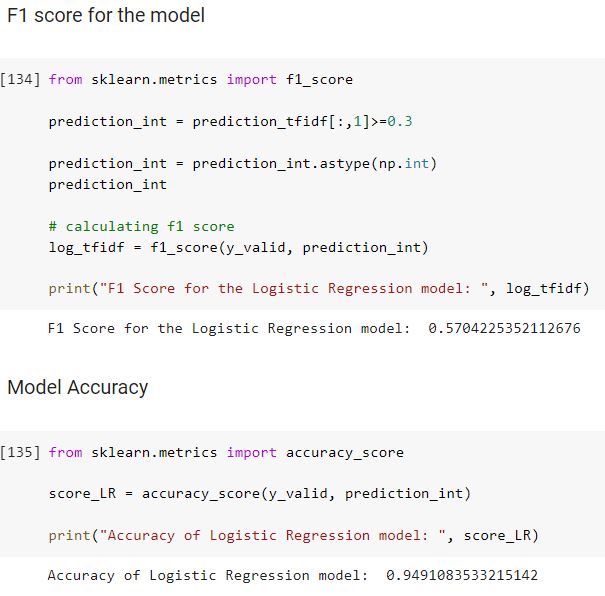 F1 score for the model
[134] from sklearn.metrics import f1_score
prediction_int = prediction_tfidf[:,1]>=0.3
prediction_int = prediction_int.astype(np.int)
prediction_int
# calculating f1 score
log_tfidf = f1_score(y_valid, prediction_int)
print("F1 Score for the Logistic Regression model: ", log_tfidf)
F1 Score for the Logistic Regression model:  0.5704225352112676
Model Accuracy
[135] from sklearn.metrics import accuracy_score
score_LR = accuracy_score(y_valid, prediction_int)
print("Accuracy of Logistic Regression model: ", score_LR)
Accuracy of Logistic Regression model:  0.9491083533215142